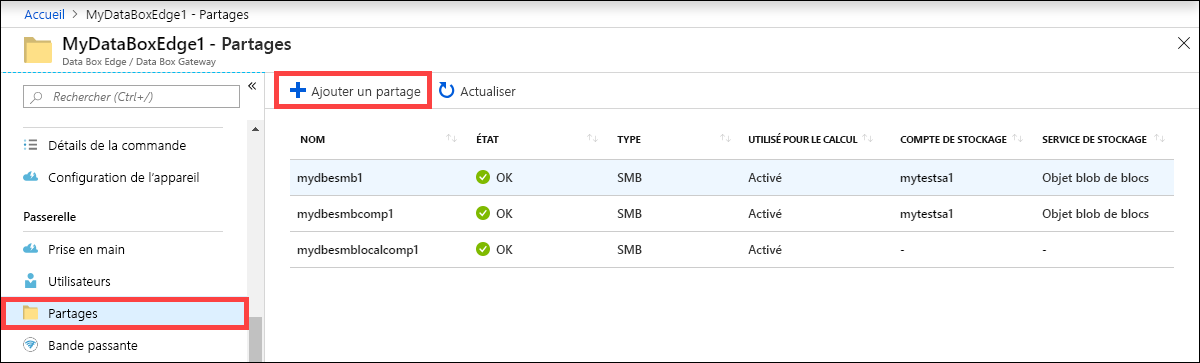 Accueil > MyDataBoxEdge1 - Partages
MyDataBoxEdge1 - Partages
Data Box Edge / Data Box Gateway
Rechercher (Ctrl+/)
Détails de la commande
Configuration de l'appareil
Passerelle
Prise en main
Utilisateurs
Partages
Bande passante
Ajouter un partage Actualiser
NOM ÉTAT TYPE UTILISÉ POUR LE CALCUL COMPTE DE STOCKAGE SERVICE DE STOCKAGE
mydbesmb1 OK SMB Activé mytestsa1 Objet blob de blocs
mydbesmbcomp1 OK SMB Activé mytestsa1 Objet blob de blocs
mydbesmblocalcomp1 OK SMB Activé - -